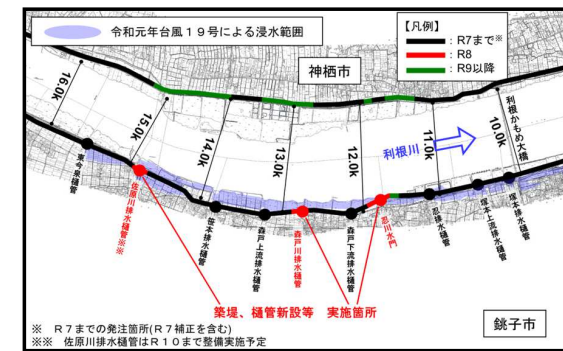 令和元年台風19号による浸水範囲
【凡例】
：R7まで※
：R8
：R9以降
神栖市
16.0k
15.0k
14.0k
13.0k
12.0k
11.0k
10.0k
利根かもめ大橋
利根川
東今泉樋管
佐原川排水樋管※※
笹本排水樋管
森戸上流排水樋管
森戸川排水樋管
森戸下流排水樋管
忍川水門
忍排水樋管
塚本上流排水樋管
塚本排水樋管
築堤、樋管新設等　実施箇所
銚子市
※　R7までの発注箇所(R7補正を含む)
※※　佐原川排水樋管はR10まで整備実施予定